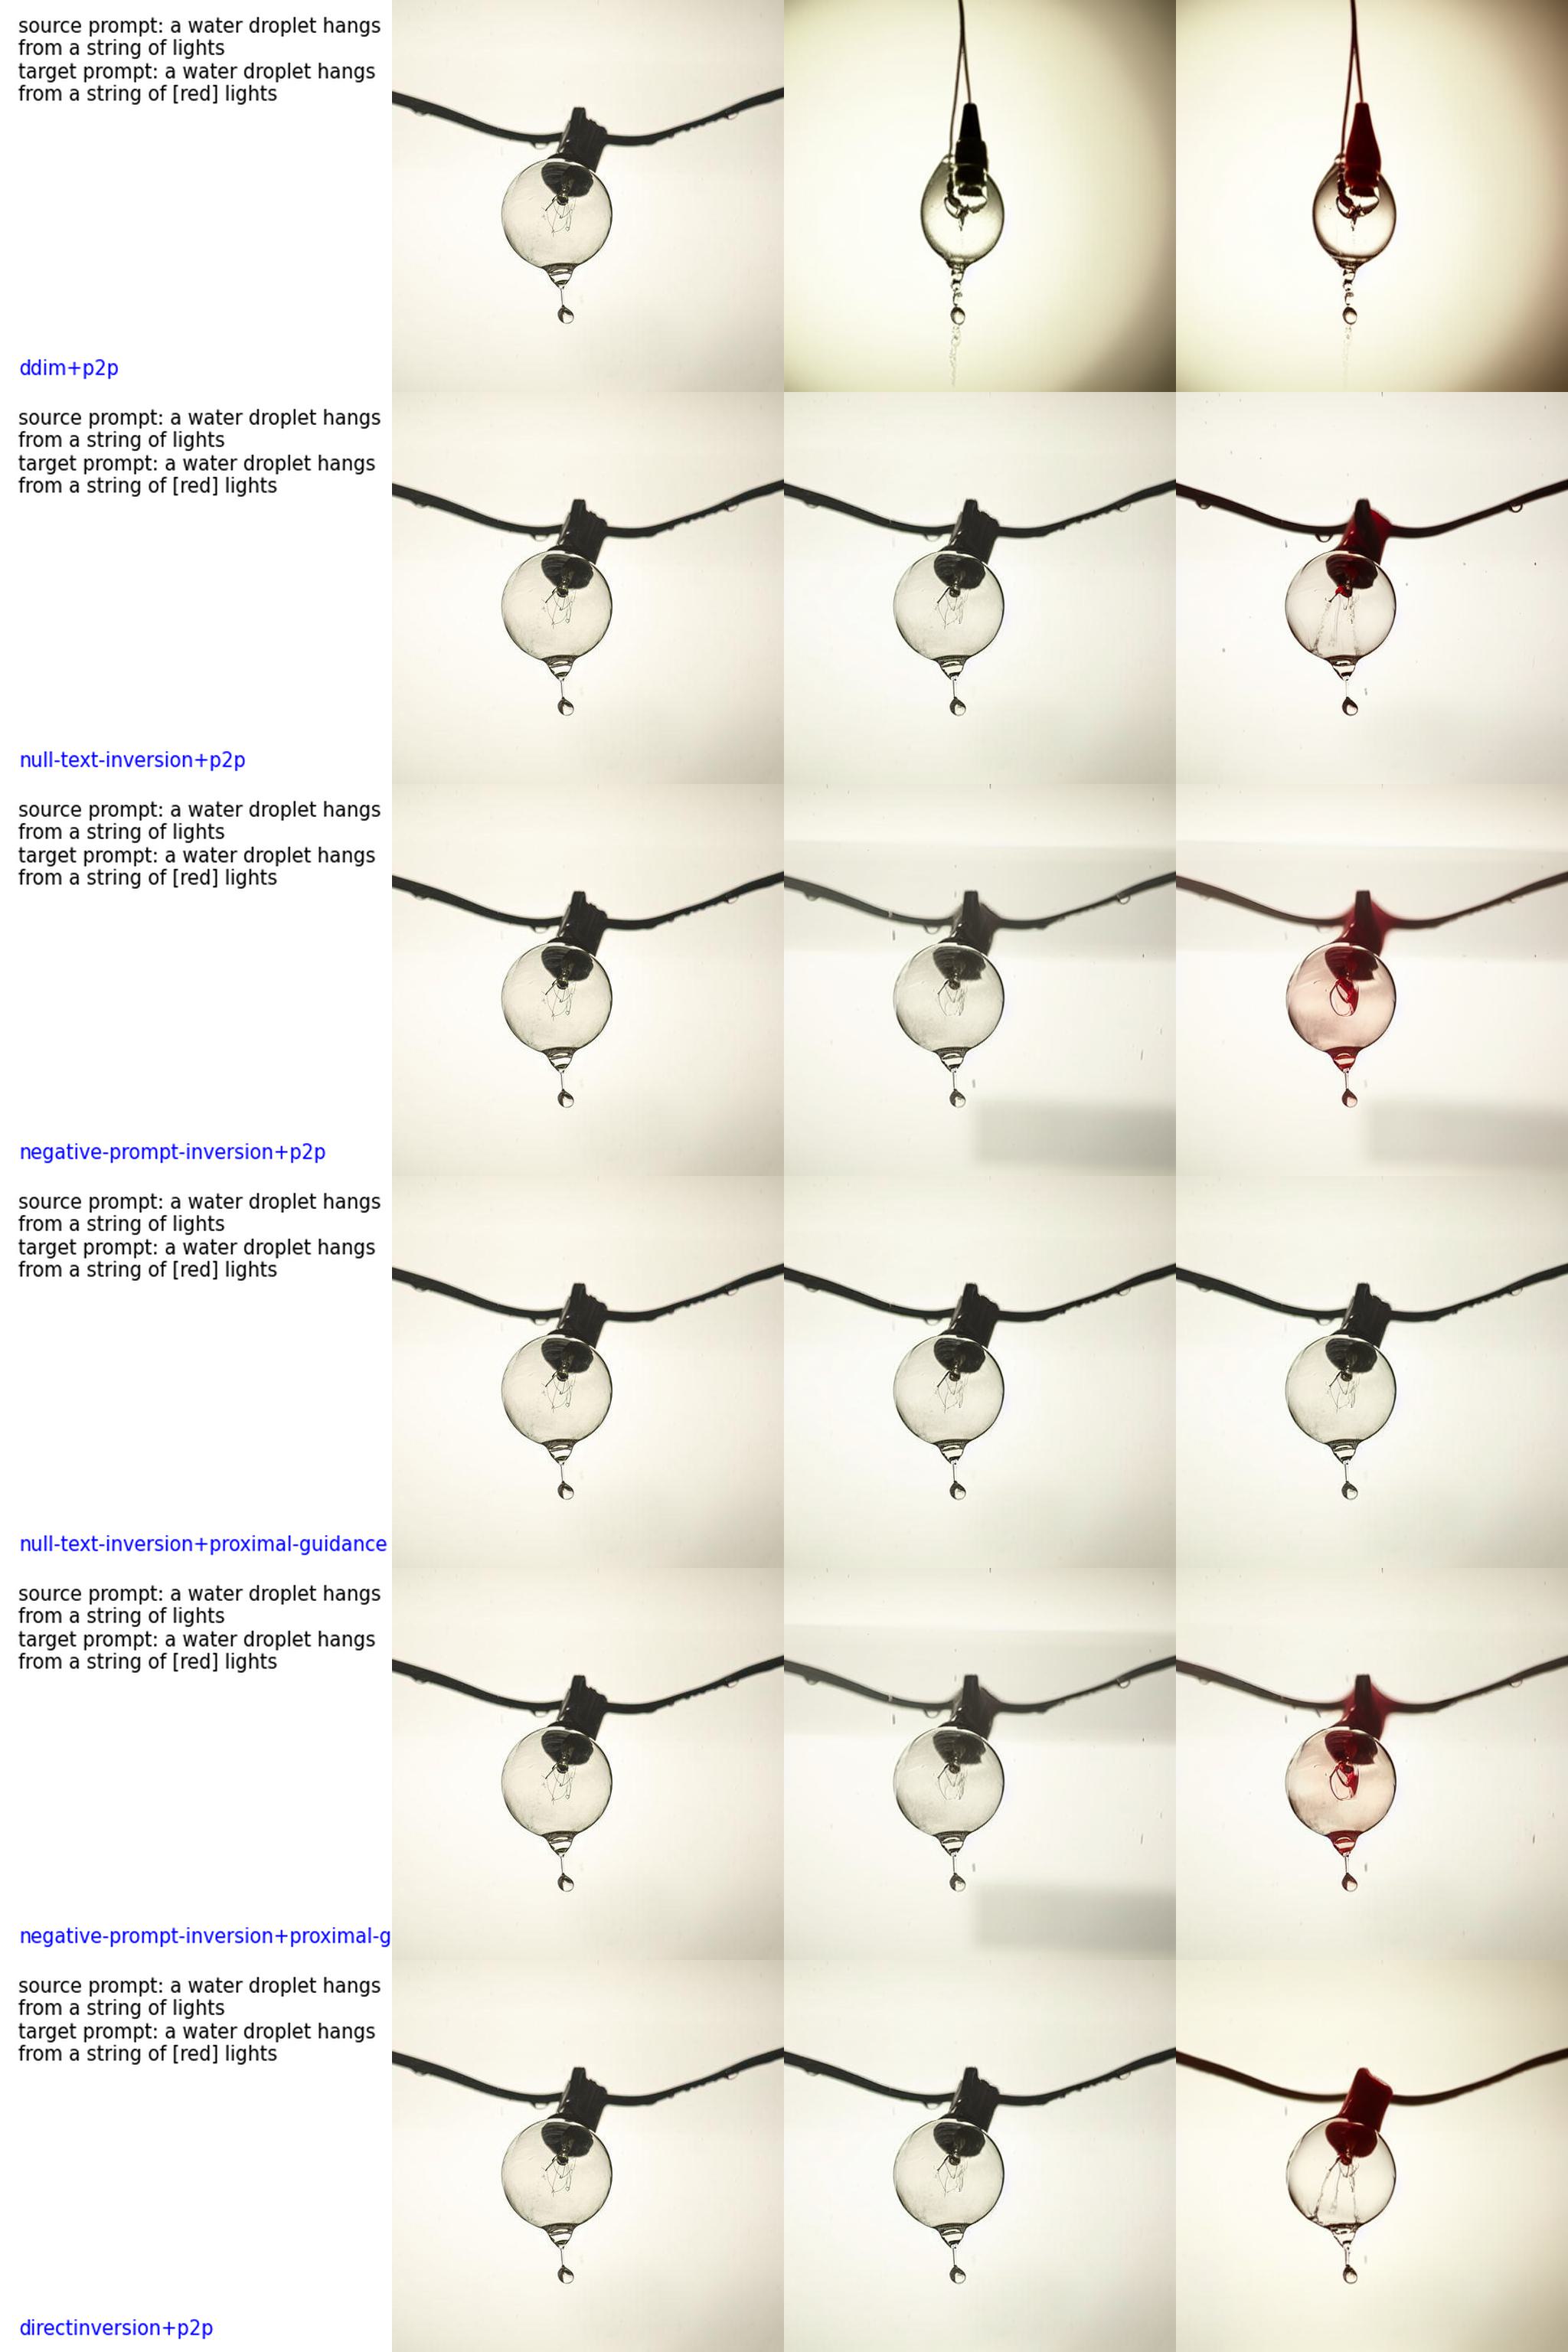 source prompt: a water droplet hangs
from a string of lights
target prompt: a water droplet hangs
from a string of [red] lights
ddim+p2p
source prompt: a water droplet hangs
from a string of lights
target prompt: a water droplet hangs
from a string of [red] lights
null-text-inversion+p2p
source prompt: a water droplet hangs
from a string of lights
target prompt: a water droplet hangs
from a string of [red] lights
negative-prompt-inversion+p2p
source prompt: a water droplet hangs
from a string of lights
target prompt: a water droplet hangs
from a string of [red] lights
null-text-inversion+proximal-guidance
source prompt: a water droplet hangs
from a string of lights
target prompt: a water droplet hangs
from a string of [red] lights
negative-prompt-inversion+proximal-g
source prompt: a water droplet hangs
from a string of lights
target prompt: a water droplet hangs
from a string of [red] lights
directinversion+p2p